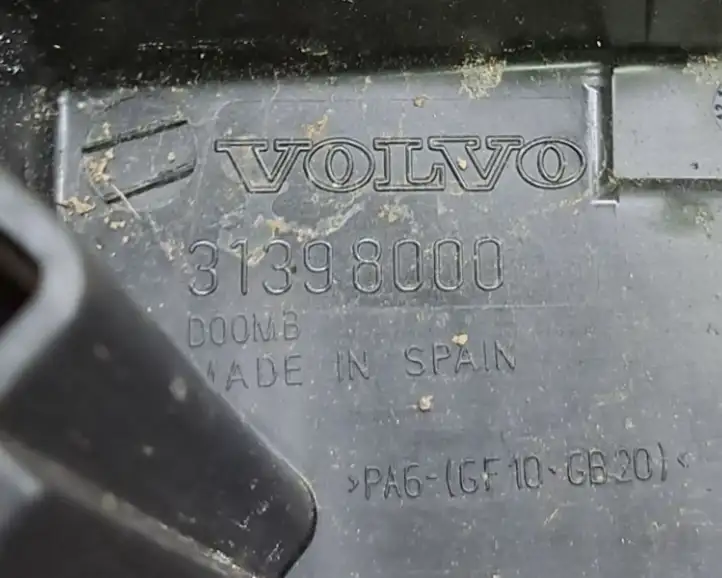 VOLVO
31398000
DOOMB
MADE IN SPAIN
>PA6-(GF10-GB20)<